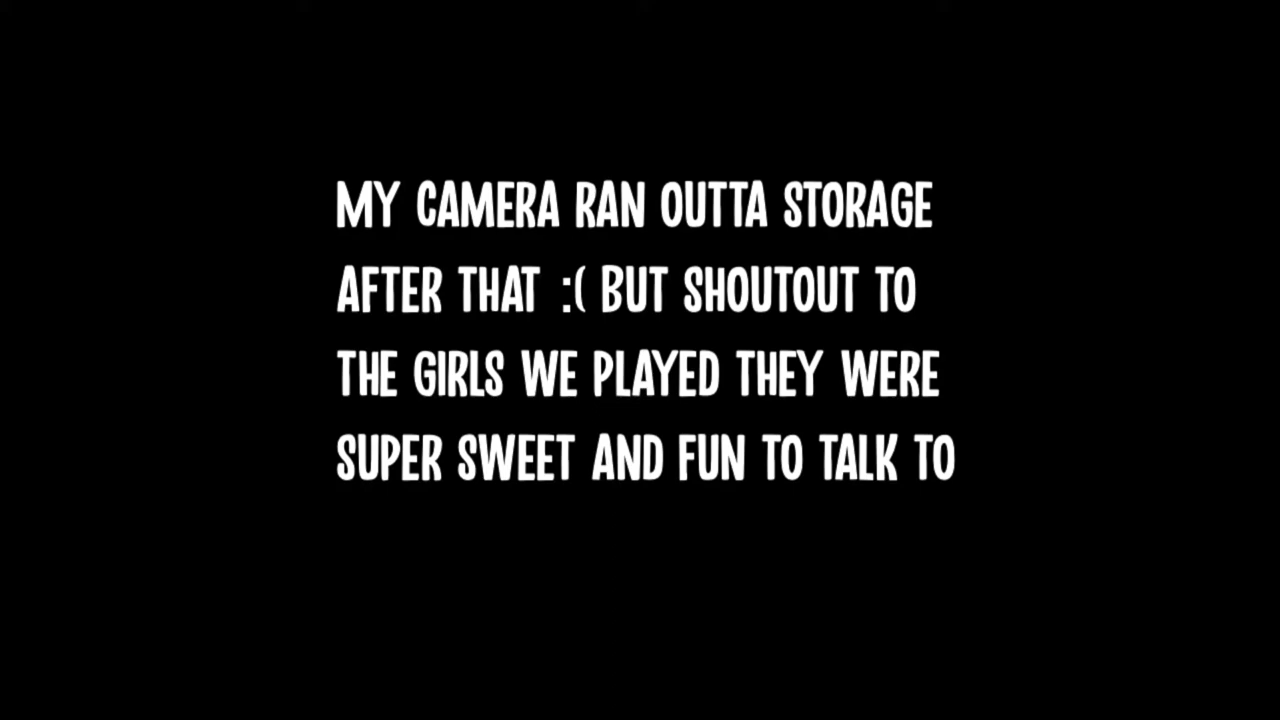 MY CAMERA RAN OUTTA STORAGE
AFTER THAT :( BUT SHOUTOUT TO
THE GIRLS WE PLAYED THEY WERE
SUPER SWEET AND FUN TO TALK TO